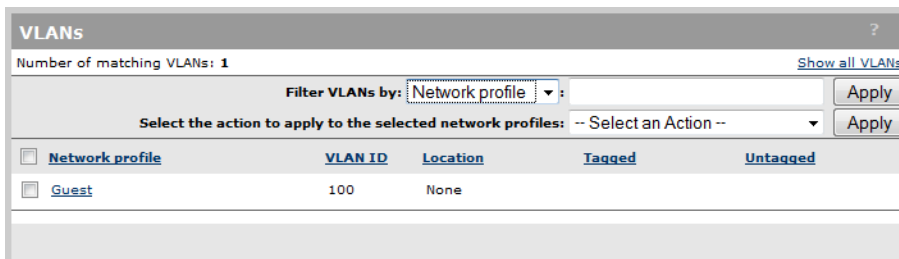 VLANs ?
Number of matching VLANs: 1 Show all VLANs
Filter VLANs by: Network profile : Apply
Select the action to apply to the selected network profiles: -- Select an Action -- Apply
Network profile VLAN ID Location Tagged Untagged
Guest 100 None